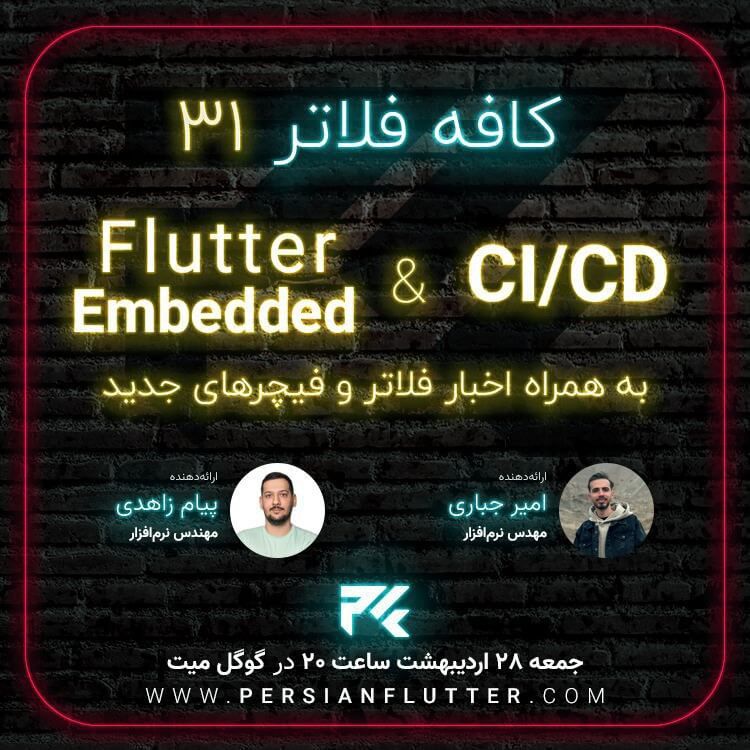 کافه فلاتر ۳۱
CI/CD & Flutter
Embedded
به همراه اخبار فلاتر و فیچرهای جدید
ارائه‌دهنده
امیر جباری
مهدس نرم‌افزار
ارائه‌دهنده
پیام زاهدی
مهندس نرم‌افزار
جمعه ۲۸ اردیبهشت ساعت ۲۰ در گوگل میت
WWW.PERSIANFLUTTER.COM